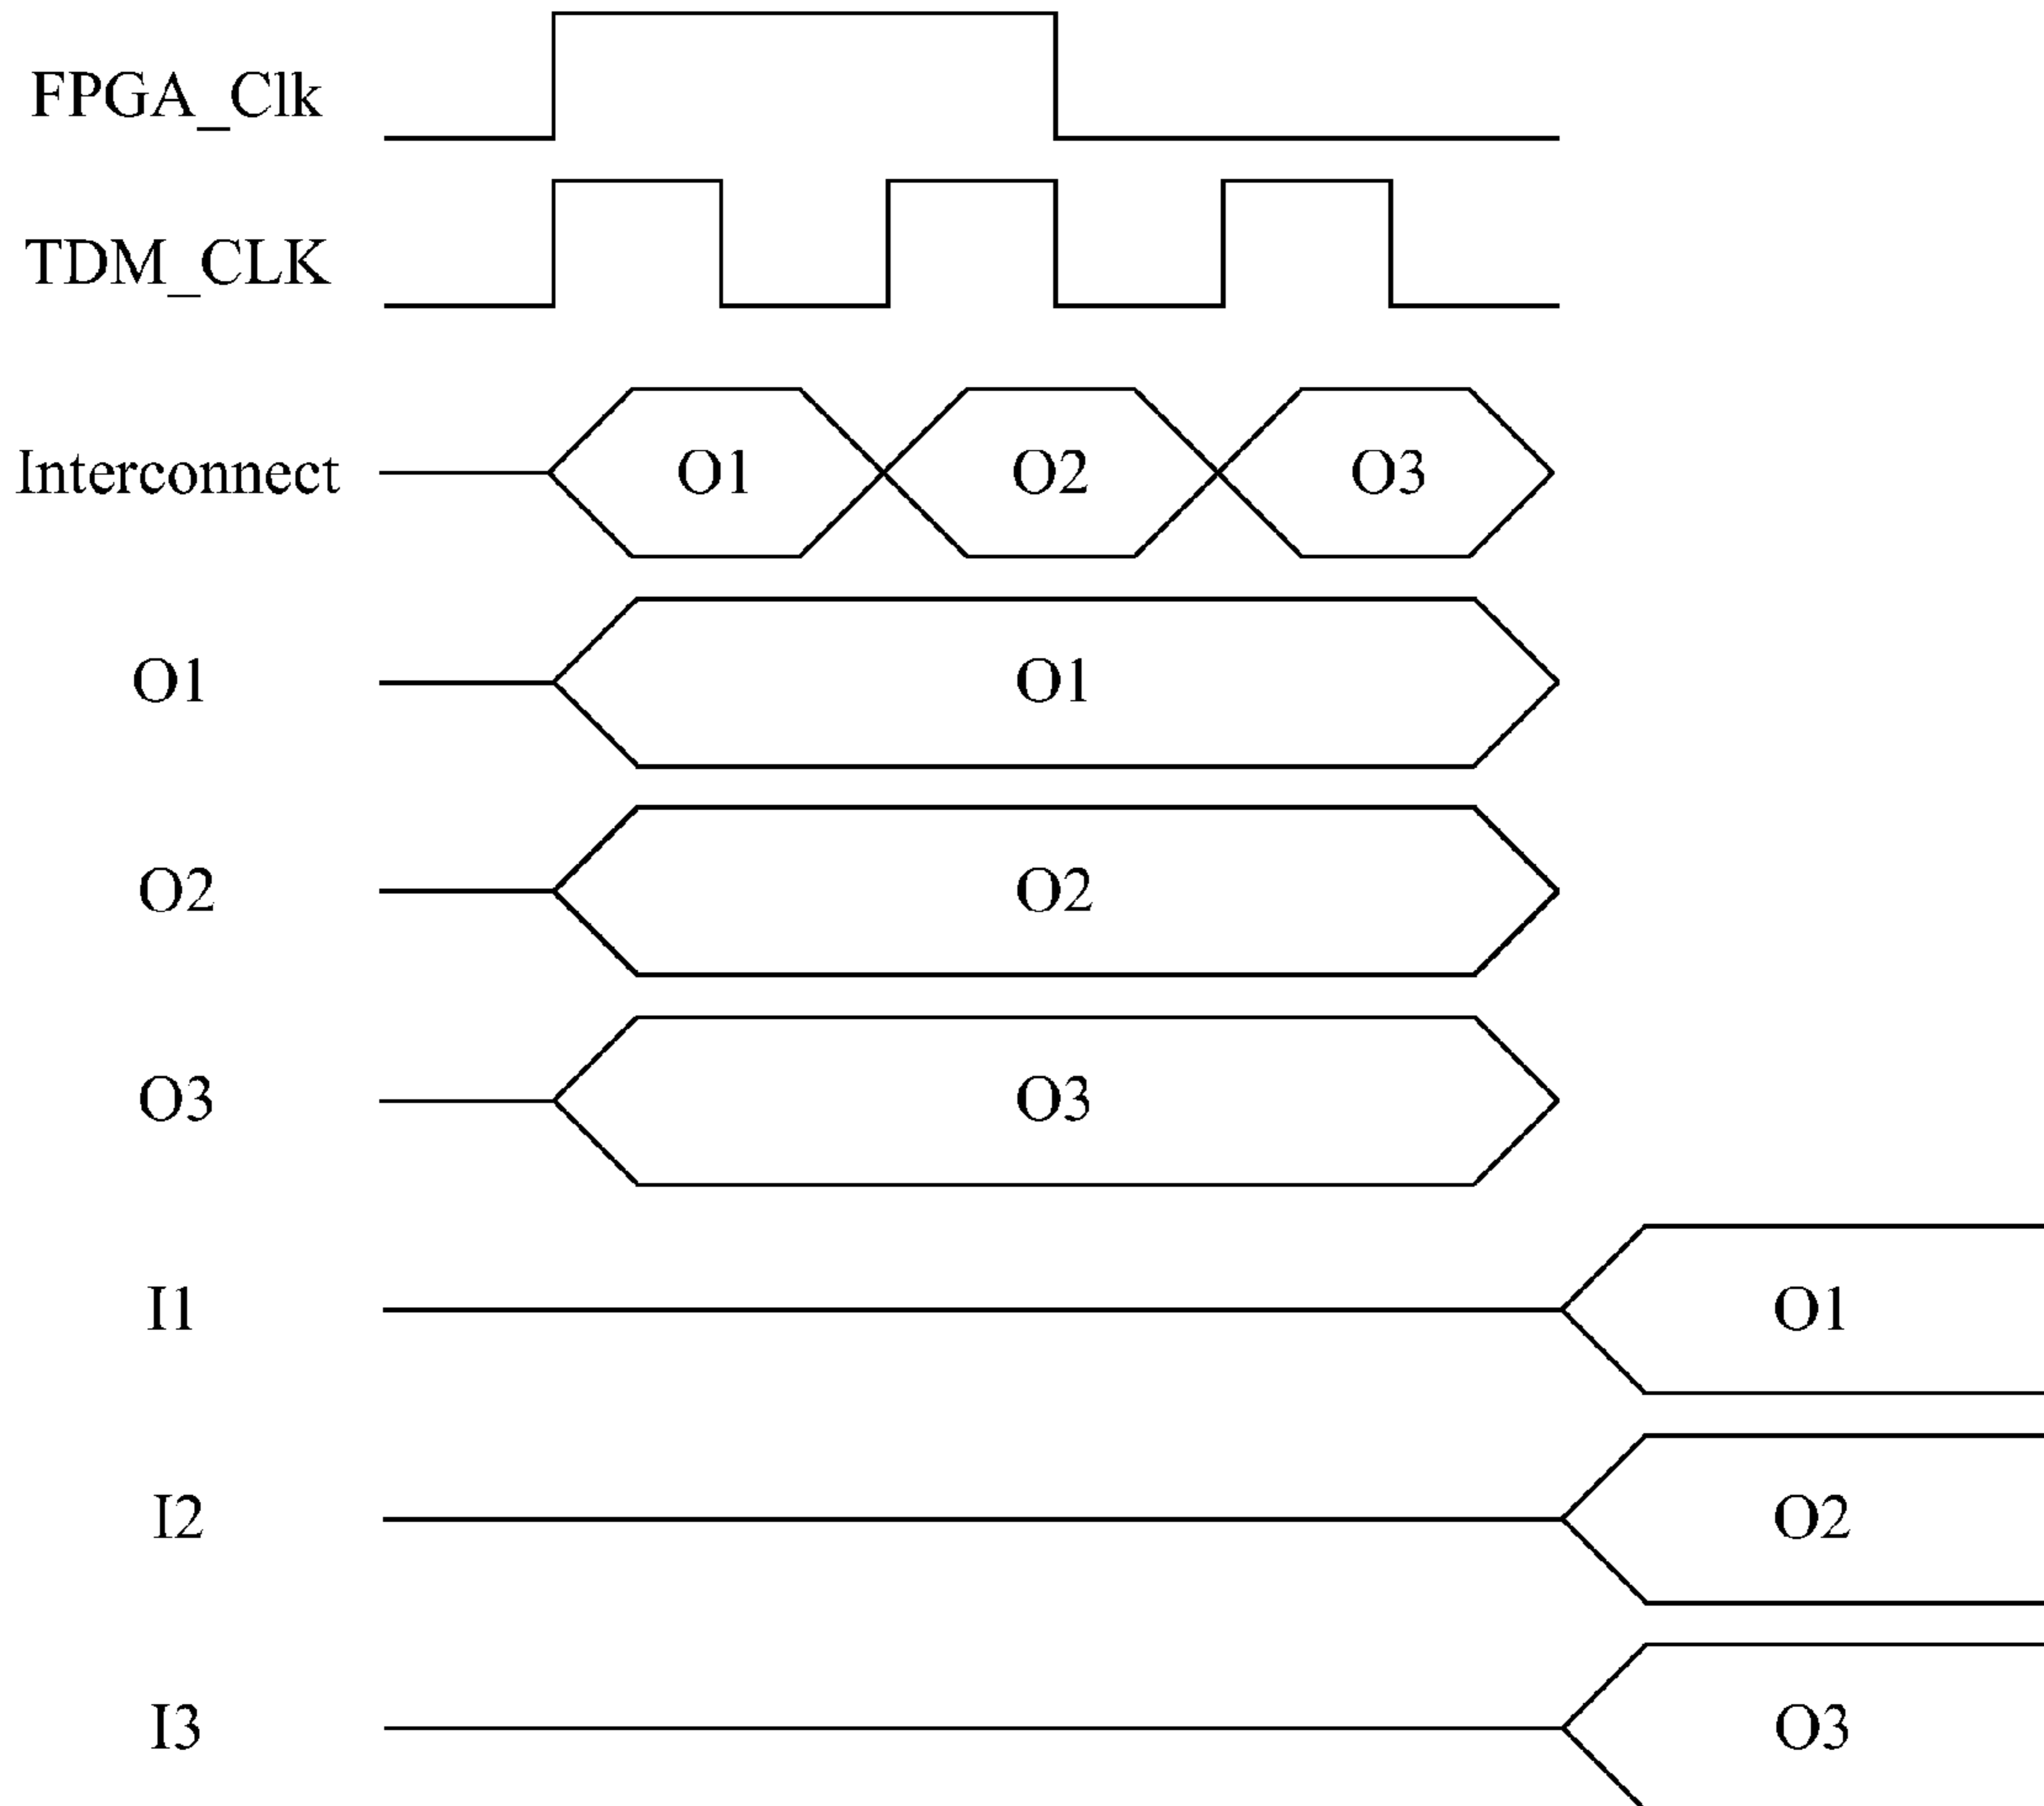 FPGA_Clk
TDM_CLK
Interconnect O1 O2 O3
O1 O1
O2 O2
O3 O3
I1 O1
I2 O2
I3 O3